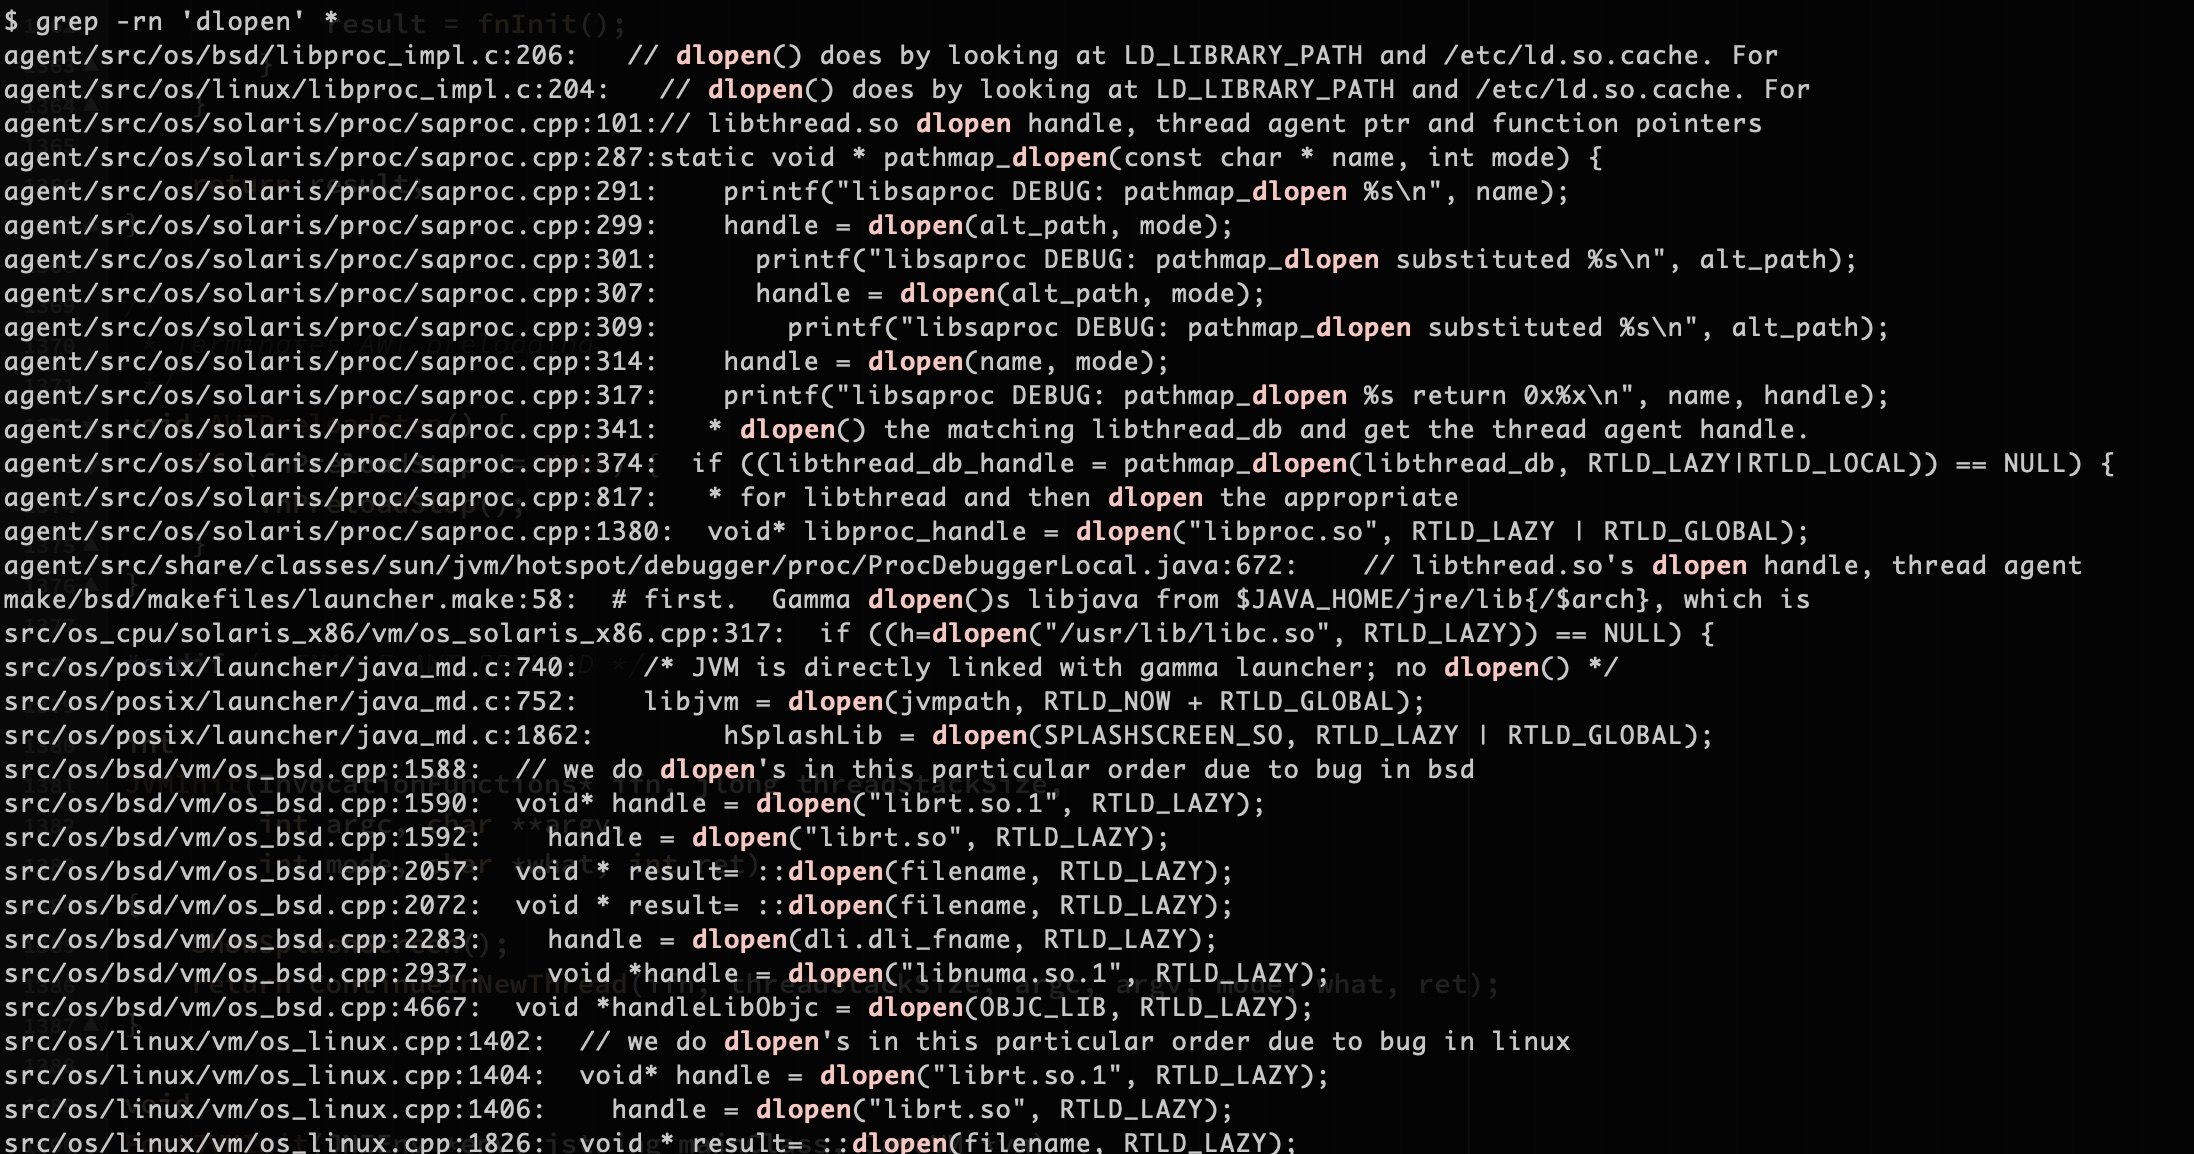 $ grep -rn 'dlopen' *
agent/src/os/bsd/libproc_impl.c:206:   // dlopen() does by looking at LD_LIBRARY_PATH and /etc/ld.so.cache. For
agent/src/os/linux/libproc_impl.c:204:   // dlopen() does by looking at LD_LIBRARY_PATH and /etc/ld.so.cache. For
agent/src/os/solaris/proc/saproc.cpp:101:// libthread.so dlopen handle, thread agent ptr and function pointers
agent/src/os/solaris/proc/saproc.cpp:287:static void * pathmap_dlopen(const char * name, int mode) {
agent/src/os/solaris/proc/saproc.cpp:291:    printf("libsaproc DEBUG: pathmap_dlopen %s\n", name);
agent/src/os/solaris/proc/saproc.cpp:299:    handle = dlopen(alt_path, mode);
agent/src/os/solaris/proc/saproc.cpp:301:      printf("libsaproc DEBUG: pathmap_dlopen substituted %s\n", alt_path);
agent/src/os/solaris/proc/saproc.cpp:307:      handle = dlopen(alt_path, mode);
agent/src/os/solaris/proc/saproc.cpp:309:        printf("libsaproc DEBUG: pathmap_dlopen substituted %s\n", alt_path);
agent/src/os/solaris/proc/saproc.cpp:314:    handle = dlopen(name, mode);
agent/src/os/solaris/proc/saproc.cpp:317:    printf("libsaproc DEBUG: pathmap_dlopen %s return 0x%x\n", name, handle);
agent/src/os/solaris/proc/saproc.cpp:341:   * dlopen() the matching libthread_db and get the thread agent handle.
agent/src/os/solaris/proc/saproc.cpp:374:  if ((libthread_db_handle = pathmap_dlopen(libthread_db, RTLD_LAZY|RTLD_LOCAL)) == NULL) {
agent/src/os/solaris/proc/saproc.cpp:817:   * for libthread and then dlopen the appropriate
agent/src/os/solaris/proc/saproc.cpp:1380:  void* libproc_handle = dlopen("libproc.so", RTLD_LAZY | RTLD_GLOBAL);
agent/src/share/classes/sun/jvm/hotspot/debugger/proc/ProcDebuggerLocal.java:672:    // libthread.so's dlopen handle, thread agent
make/bsd/makefiles/launcher.make:58:  # first.  Gamma dlopen()s libjava from $JAVA_HOME/jre/lib{/$arch}, which is
src/os_cpu/solaris_x86/vm/os_solaris_x86.cpp:317:  if ((h=dlopen("/usr/lib/libc.so", RTLD_LAZY)) == NULL) {
src/os/posix/launcher/java_md.c:740:    /* JVM is directly linked with gamma launcher; no dlopen() */
src/os/posix/launcher/java_md.c:752:    libjvm = dlopen(jvmpath, RTLD_NOW + RTLD_GLOBAL);
src/os/posix/launcher/java_md.c:1862:        hSplashLib = dlopen(SPLASHSCREEN_SO, RTLD_LAZY | RTLD_GLOBAL);
src/os/bsd/vm/os_bsd.cpp:1588:  // we do dlopen's in this particular order due to bug in bsd
src/os/bsd/vm/os_bsd.cpp:1590:  void* handle = dlopen("librt.so.1", RTLD_LAZY);
src/os/bsd/vm/os_bsd.cpp:1592:    handle = dlopen("librt.so", RTLD_LAZY);
src/os/bsd/vm/os_bsd.cpp:2057:  void * result= ::dlopen(filename, RTLD_LAZY);
src/os/bsd/vm/os_bsd.cpp:2072:  void * result= ::dlopen(filename, RTLD_LAZY);
src/os/bsd/vm/os_bsd.cpp:2283:    handle = dlopen(dli.dli_fname, RTLD_LAZY);
src/os/bsd/vm/os_bsd.cpp:2937:    void *handle = dlopen("libnuma.so.1", RTLD_LAZY);
src/os/bsd/vm/os_bsd.cpp:4667:  void *handleLibObjc = dlopen(OBJC_LIB, RTLD_LAZY);
src/os/linux/vm/os_linux.cpp:1402:  // we do dlopen's in this particular order due to bug in linux
src/os/linux/vm/os_linux.cpp:1404:  void* handle = dlopen("librt.so.1", RTLD_LAZY);
src/os/linux/vm/os_linux.cpp:1406:    handle = dlopen("librt.so", RTLD_LAZY);
src/os/linux/vm/os_linux.cpp:1826:  void * result= ::dlopen(filename, RTLD_LAZY);